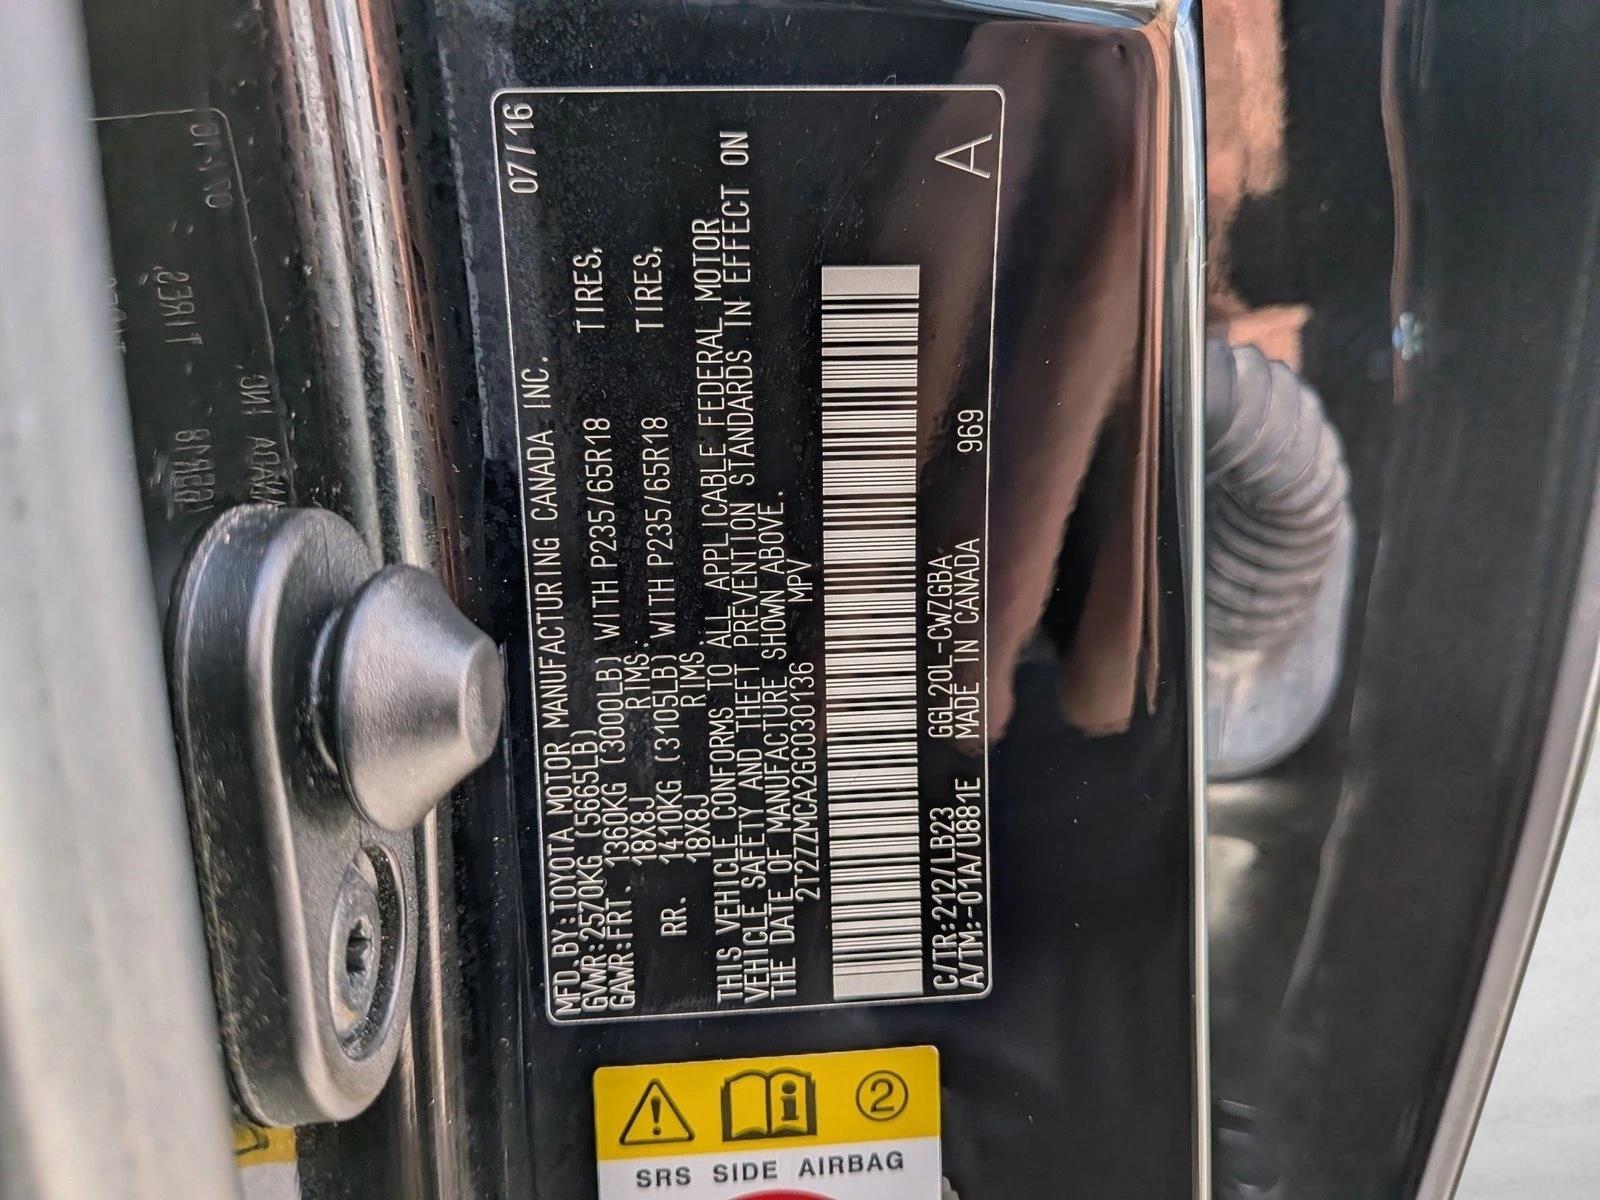 MFD.BY:TOYOTA MOTOR MANUFACTURING CANADA INC. 07/16
GVWR:2570KG (5665LB)
GAWR:FRT. 1360KG (3000LB) WITH P235/65R18 TIRES,
18X8J RIMS.
RR. 1410KG (3105LB) WITH P235/65R18 TIRES,
18X8J RIMS.
THIS VEHICLE CONFORMS TO ALL APPLICABLE FEDERAL MOTOR
VEHICLE SAFETY AND THEFT PREVENTION STANDARDS IN EFFECT ON
THE DATE OF MANUFACTURE SHOWN ABOVE.
2T2ZZMCA2GC030136 MPV
C/TR:212/LB23 GGL20L-CWZGBA 969 A
A/TM:-01A/U881E MADE IN CANADA
2
SRS SIDE AIRBAG